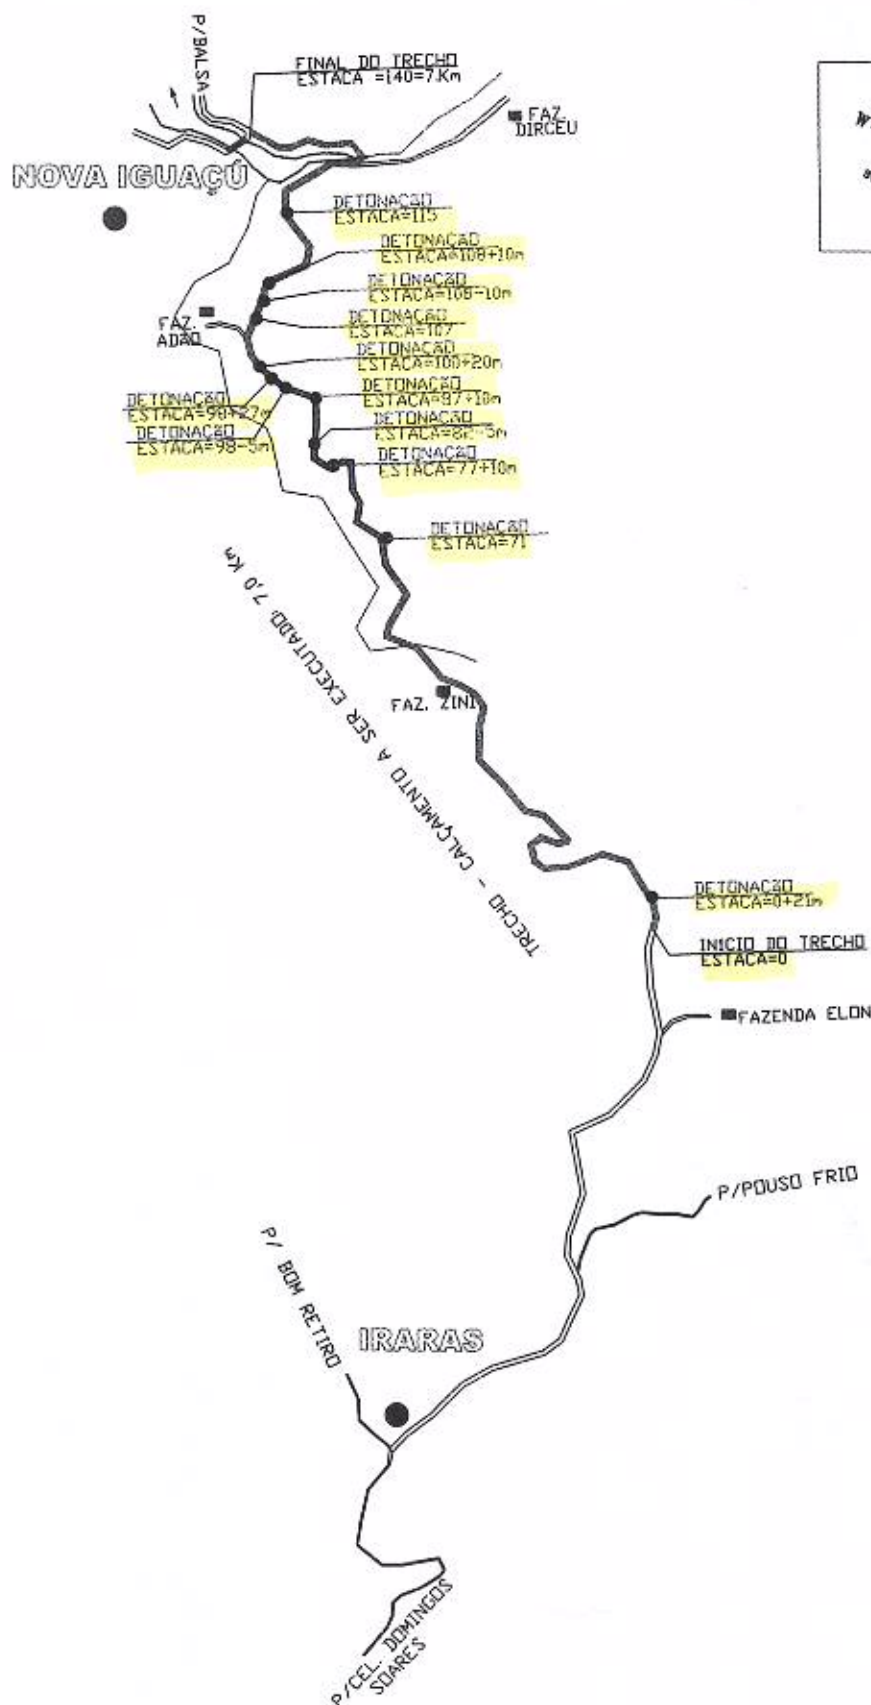 P/BALSA
FINAL DO TRECHO
ESTACA =140=7.Km
FAZ.
DIRCEU
NOVA IGUAÇÚ
DETONAÇÃO
ESTACA=115
DETONAÇÃO
ESTACA=108+10m
DETONAÇÃO
ESTACA=108-10m
DETONAÇÃO
ESTACA=107
FAZ.
ADÃO
DETONAÇÃO
ESTACA=100+20m
DETONAÇÃO
ESTACA=98+27m
DETONAÇÃO
ESTACA=98-5m
DETONAÇÃO
ESTACA=87+10m
DETONAÇÃO
ESTACA=82-5m
DETONAÇÃO
ESTACA=77+10m
DETONAÇÃO
ESTACA=71
TRECHO - CALÇAMENTO A SER EXECUTADO: 7,0 Km
FAZ. ZINI
DETONAÇÃO
ESTACA=0+21m
INICIO DO TRECHO
ESTACA=0
FAZENDA ELON
P/POUSO FRIO
P/ BOM RETIRO
IRARAS
P/CEL. DOMINGOS
SOARES